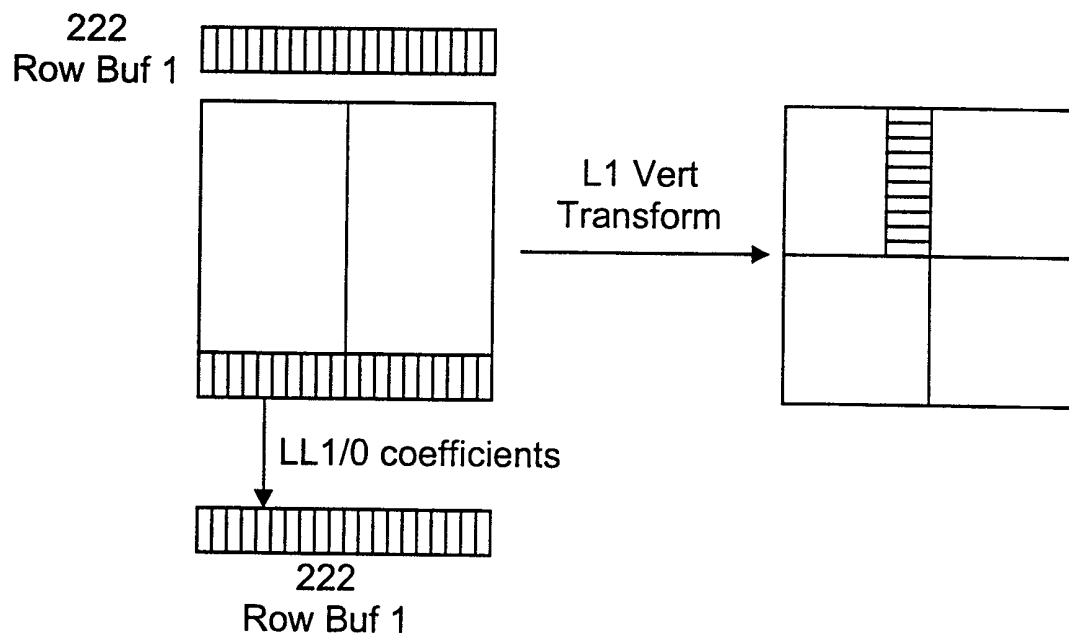 222
Row Buf 1
L1 Vert
Transform
LL1/0 coefficients
222
Row Buf 1